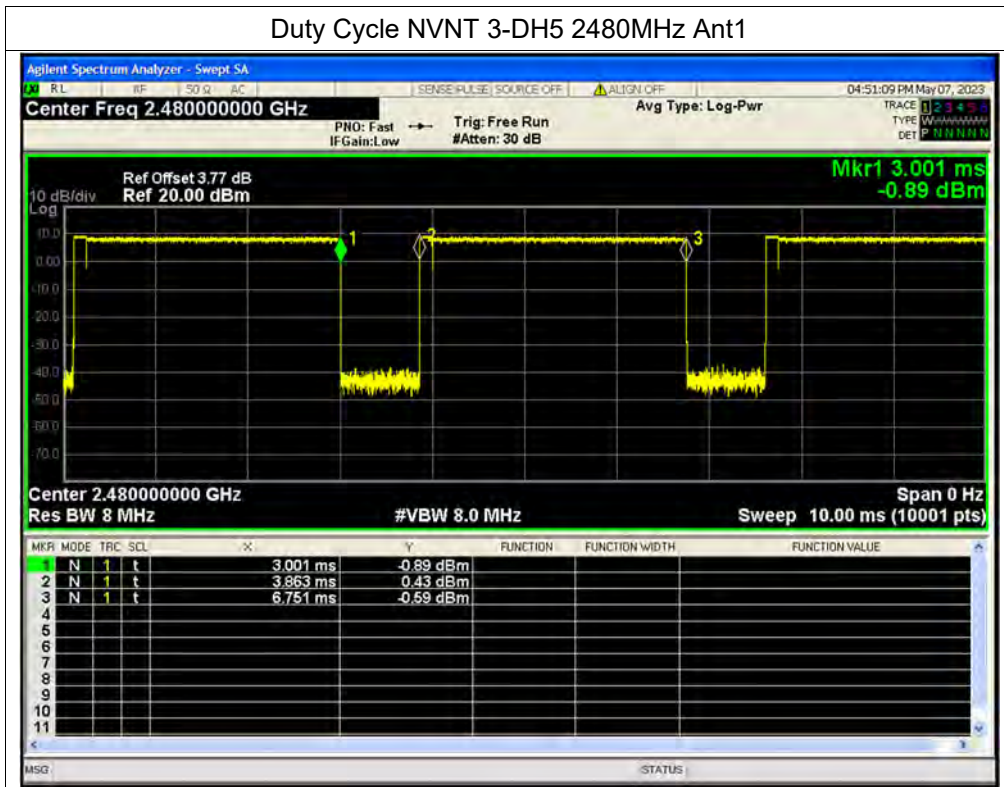 Duty Cycle NVNT 3-DH5 2480MHz Ant1
Agilent Spectrum Analyzer - Swept SA
RL RF 50 Ω AC SENSE:PULSE SOURCE OFF ALIGN OFF 04:51:09 PM May 07, 2023
Center Freq 2.480000000 GHz Avg Type: Log-Pwr TRACE 1 2 3 4 5 6
PNO: Fast Trig: Free Run TYPE W
IFGain:Low #Atten: 30 dB DET P N N N N N
Mkr1 3.001 ms
Ref Offset 3.77 dB
10 dB/div Ref 20.00 dBm -0.89 dBm
Log
10.0
0.00
-10.0
-20.0
-30.0
-40.0
-50.0
-60.0
-70.0
1
2
3
Center 2.480000000 GHz Span 0 Hz
Res BW 8 MHz #VBW 8.0 MHz Sweep 10.00 ms (10001 pts)
MKR MODE TRC SCL X Y FUNCTION FUNCTION WIDTH FUNCTION VALUE
1 N 1 t 3.001 ms -0.89 dBm
2 N 1 t 3.863 ms 0.43 dBm
3 N 1 t 6.751 ms -0.59 dBm
4
5
6
7
8
9
10
11
MSG STATUS